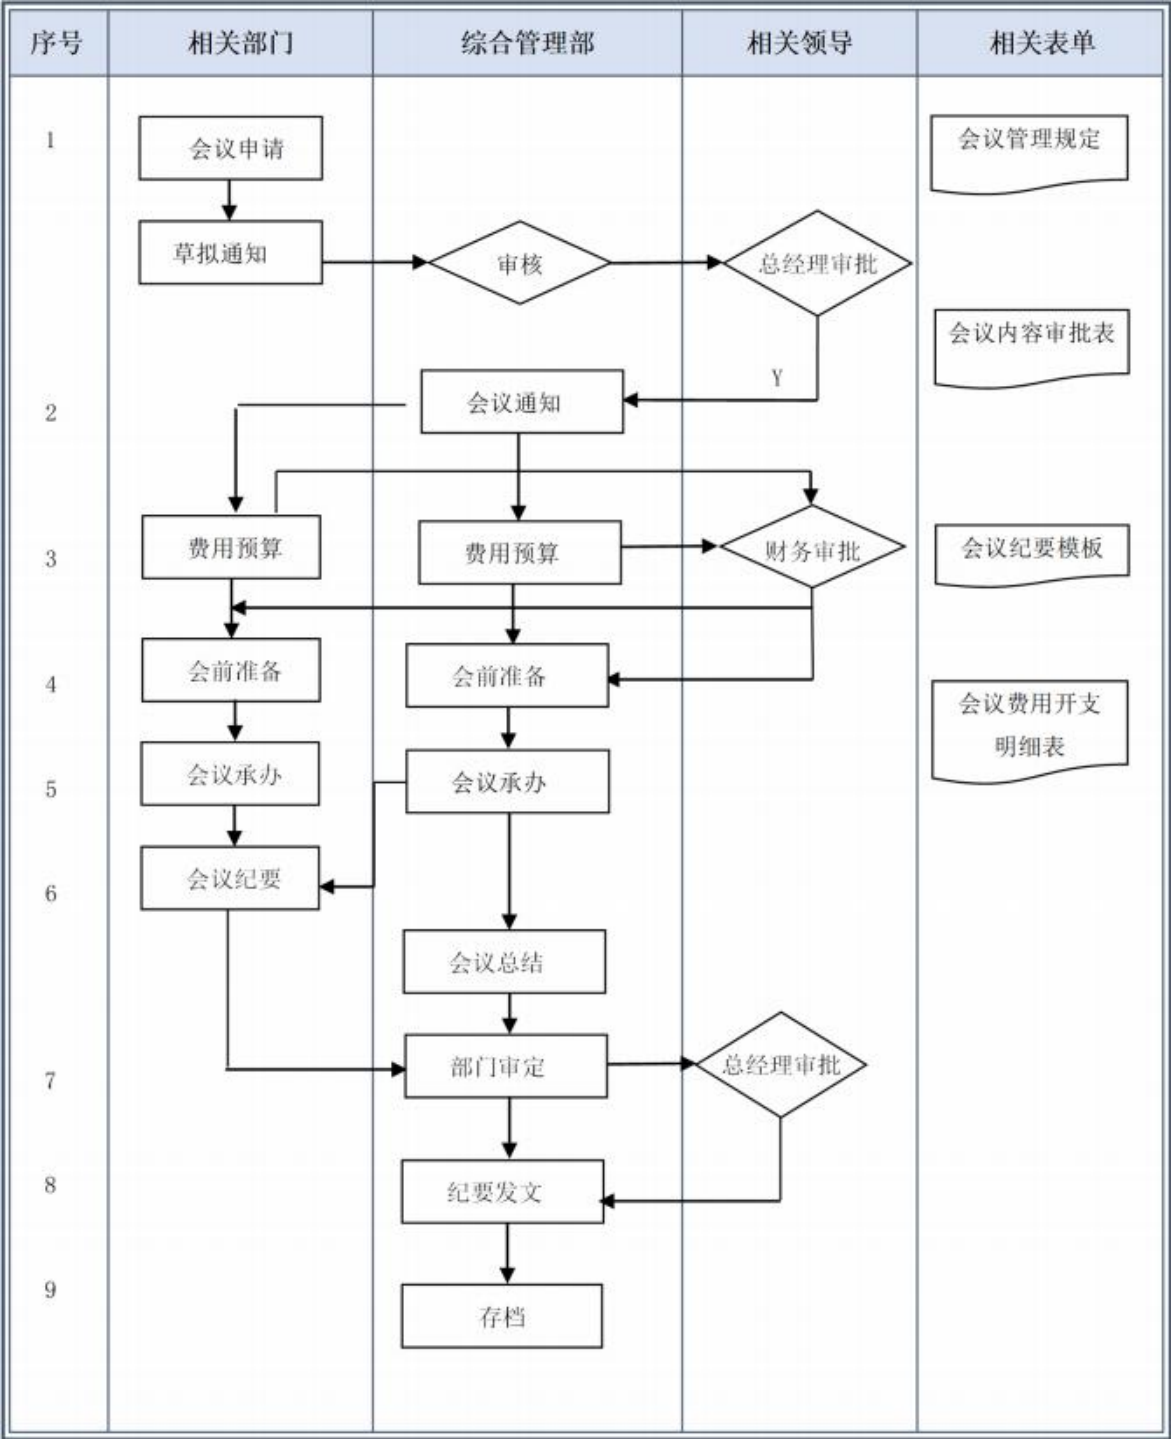 序号 相关部门 综合管理部 相关领导 相关表单
1
会议申请
会议管理规定
草拟通知
审核
总经理审批
会议内容审批表
Y
2
会议通知
3
费用预算
费用预算
财务审批
会议纪要模板
4
会前准备
会前准备
会议费用开支
明细表
5
会议承办
会议承办
6
会议纪要
会议总结
7
部门审定
总经理审批
8
纪要发文
9
存档